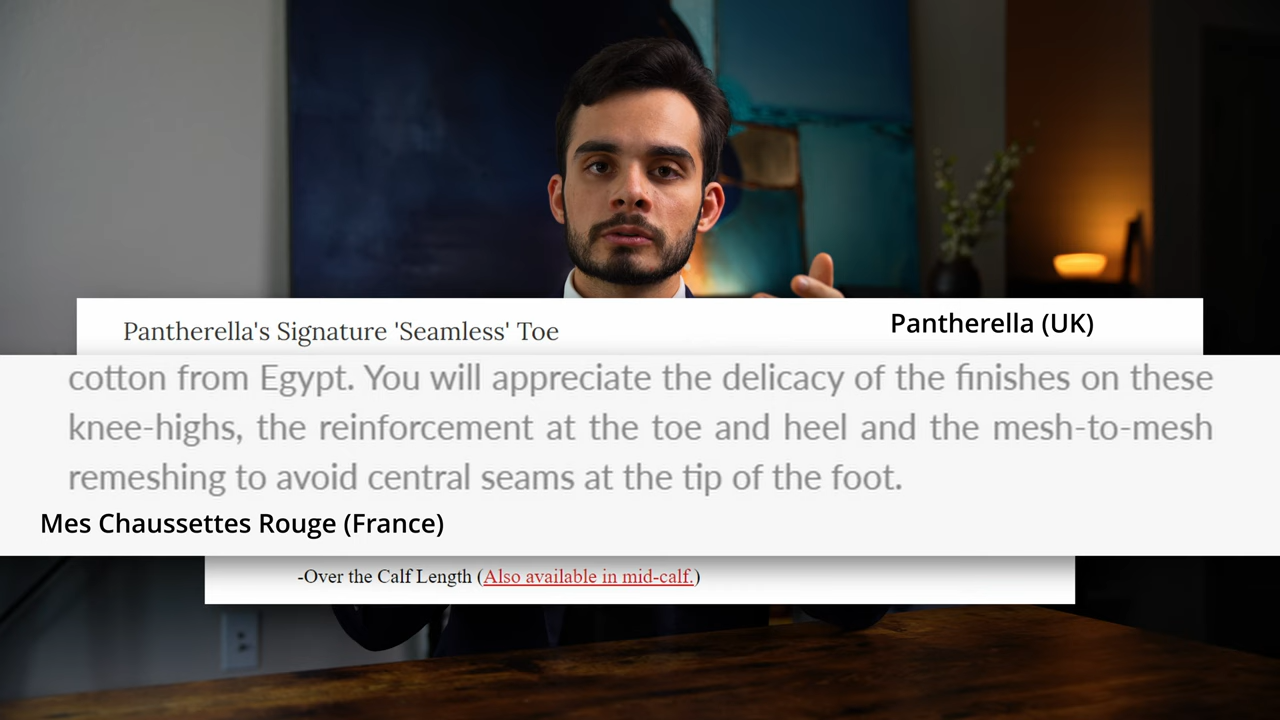 Pantherella's Signature 'Seamless' Toe
Pantherella (UK)
cotton from Egypt. You will appreciate the delicacy of the finishes on these
knee-highs, the reinforcement at the toe and heel and the mesh-to-mesh
remeshing to avoid central seams at the tip of the foot.
Mes Chaussettes Rouge (France)
-Over the Calf Length (Also available in mid-calf.)